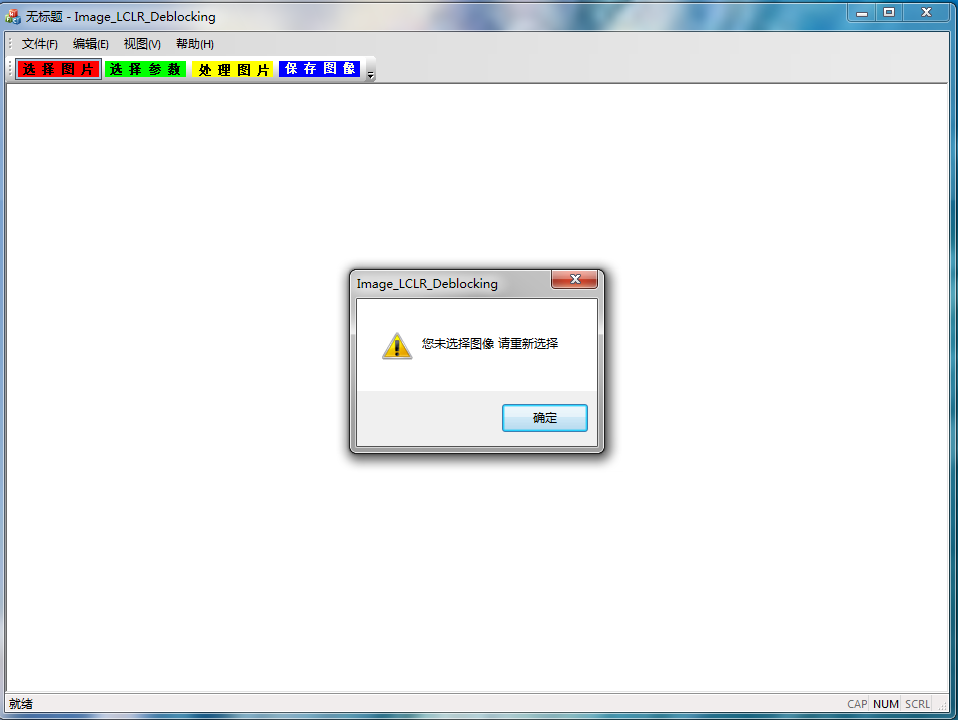 无标题 - Image_LCLR_Deblocking
文件(F) 编辑(E) 视图(V) 帮助(H)
选择图片 选择参数 处理图片 保存图像
Image_LCLR_Deblocking
您未选择图像 请重新选择
确定
就绪 CAP NUM SCRL